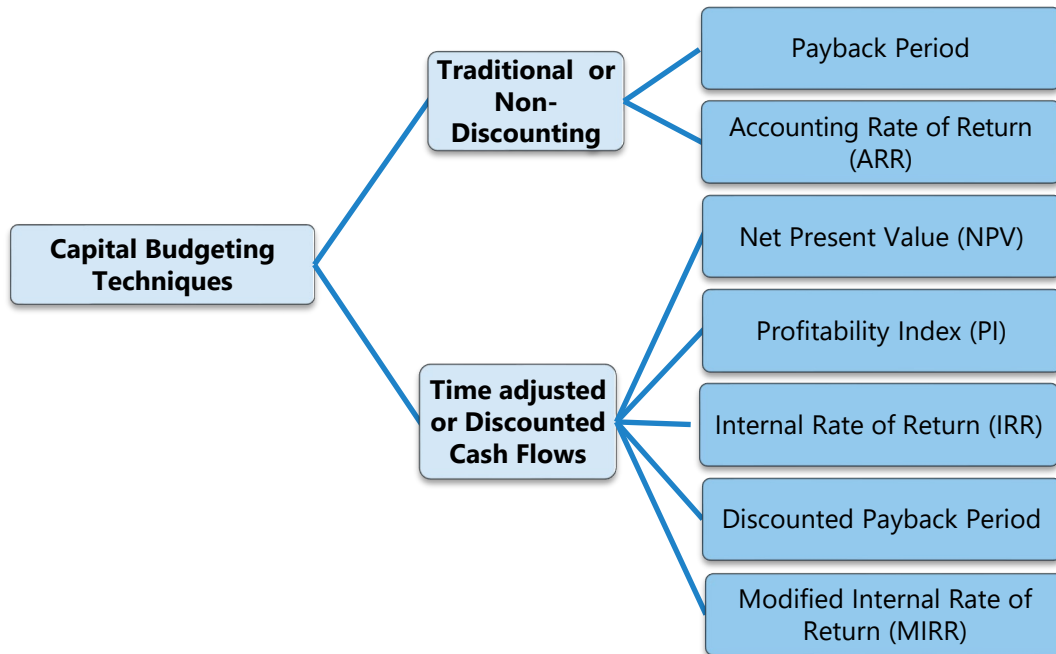 Capital Budgeting
Techniques
Traditional or
Non-
Discounting
Payback Period
Accounting Rate of Return
(ARR)
Time adjusted
or Discounted
Cash Flows
Net Present Value (NPV)
Profitability Index (PI)
Internal Rate of Return (IRR)
Discounted Payback Period
Modified Internal Rate of
Return (MIRR)